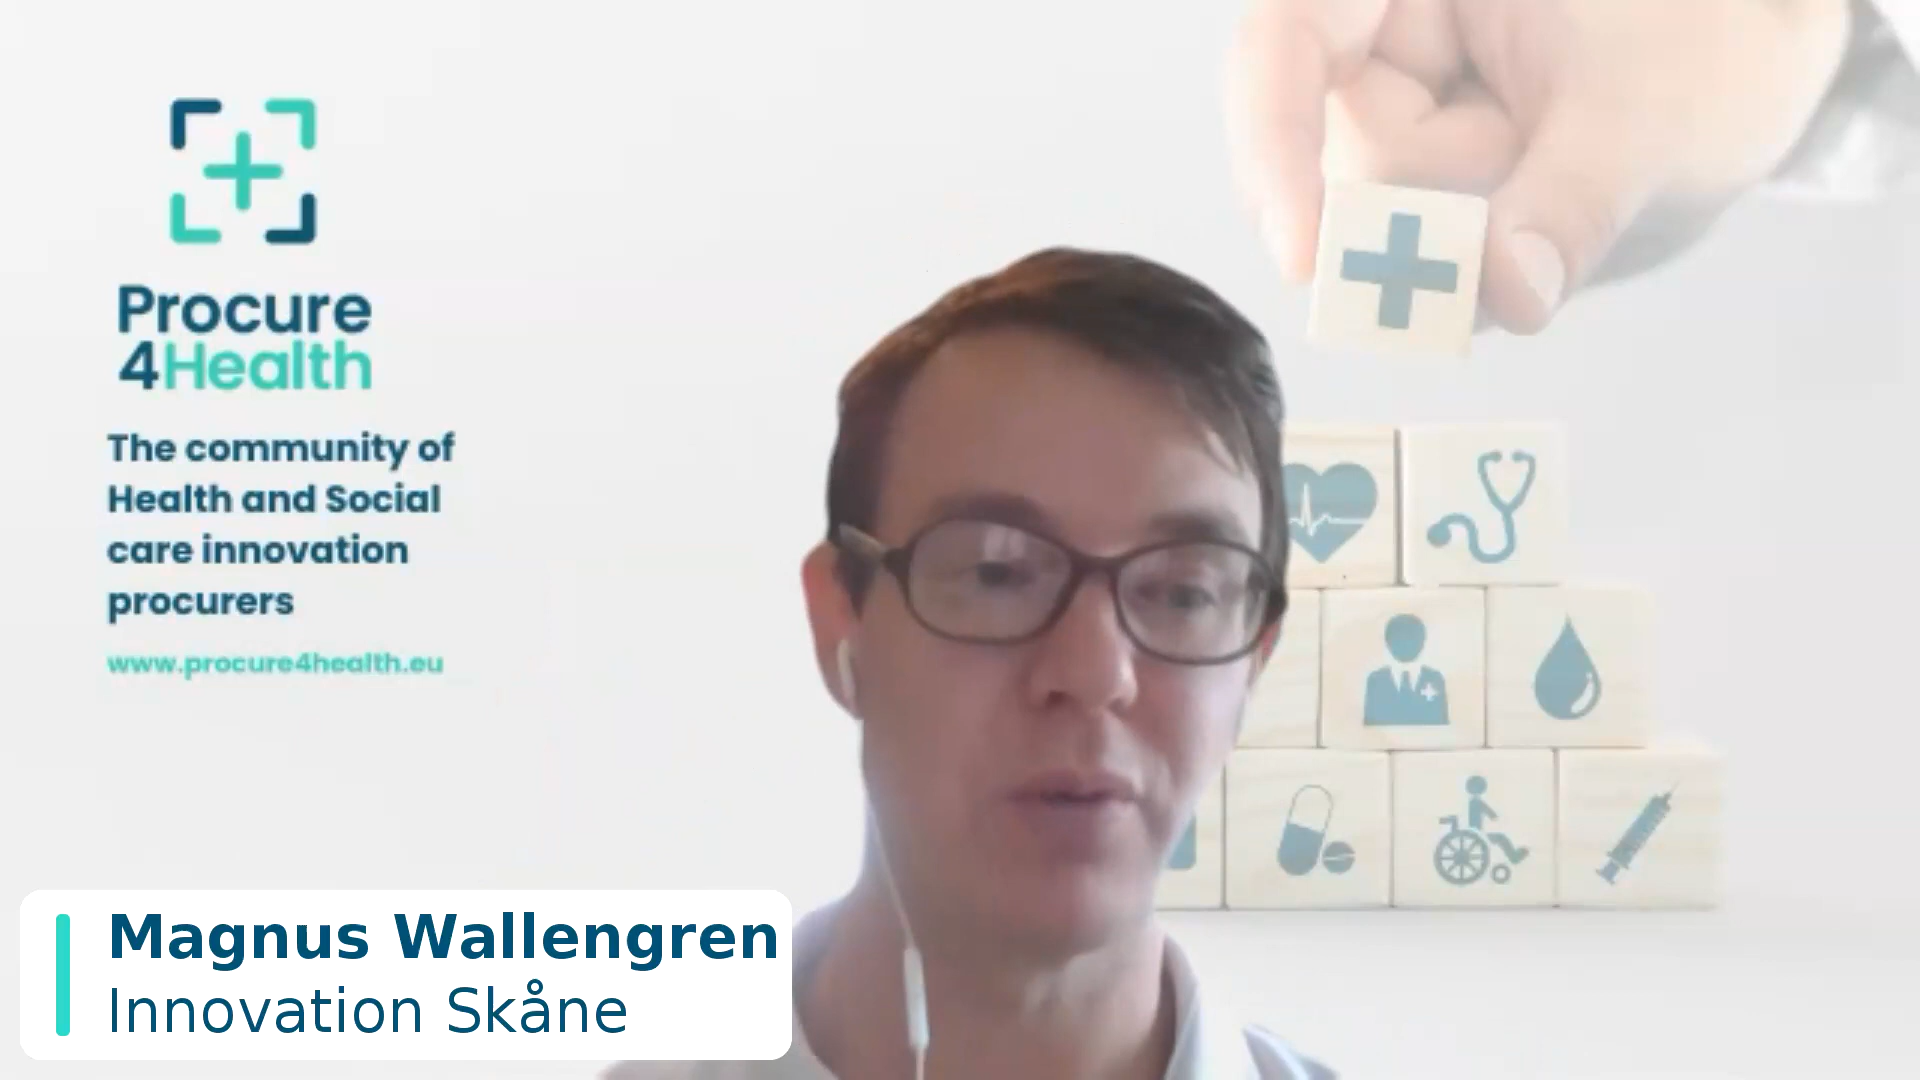 Procure
4Health
The community of
Health and Social
care innovation
procurers
www.procure4health.eu
Magnus Wallengren
Innovation Skåne